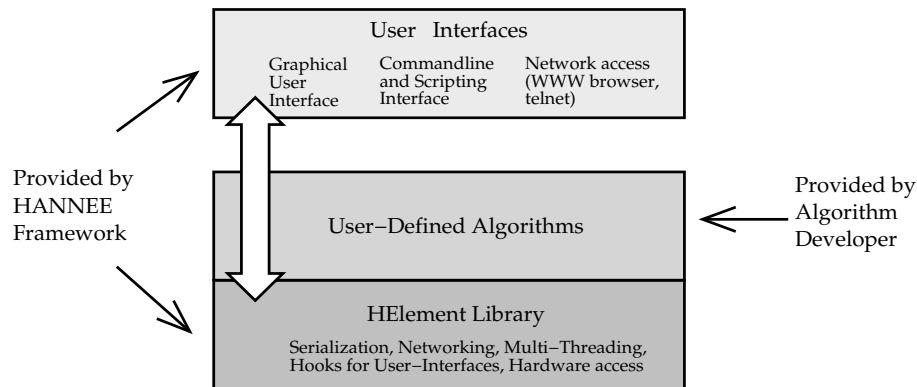 User Interfaces
Graphical
User
Interface
Commandline
and Scripting
Interface
Network access
(WWW browser,
telnet)
Provided by
HANNEE
Framework
User−Defined Algorithms
Provided by
Algorithm
Developer
HElement Library
Serialization, Networking, Multi−Threading,
Hooks for User−Interfaces, Hardware access